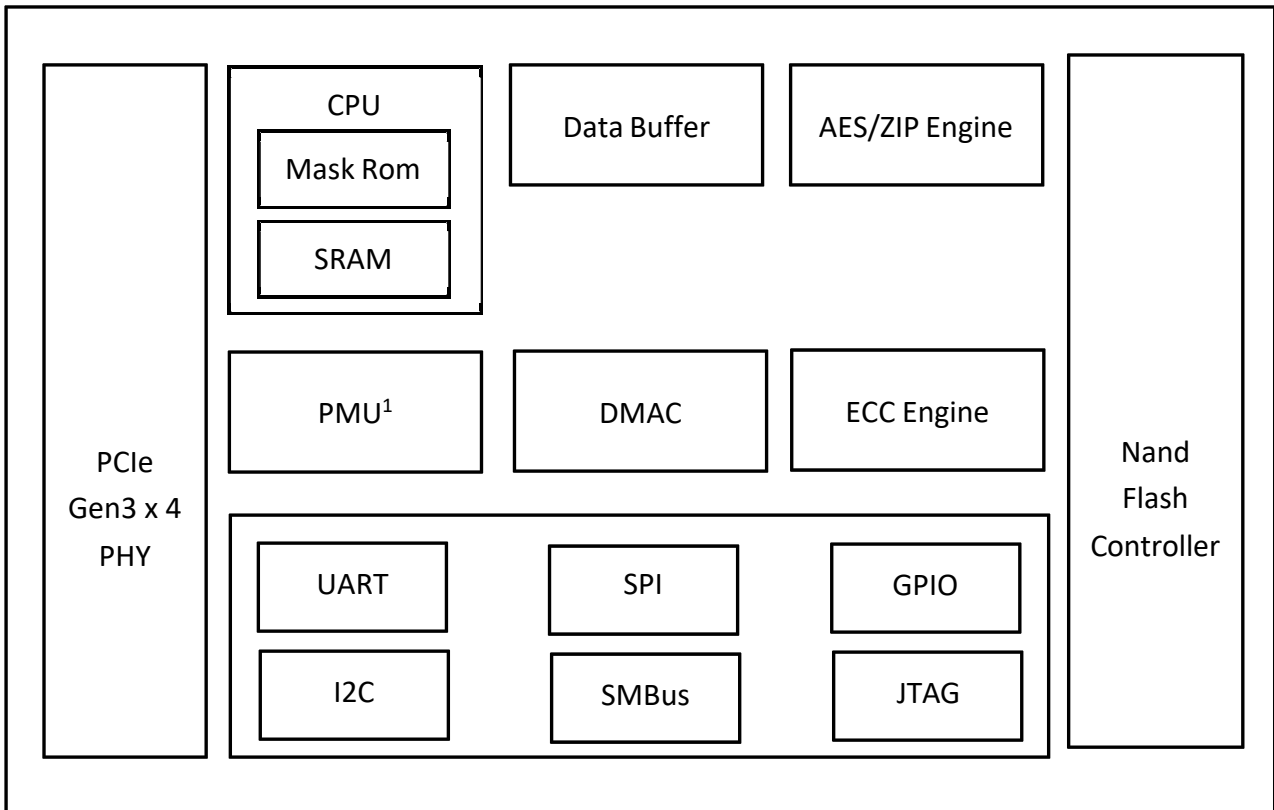 CPU
Mask Rom
SRAM
Data Buffer
AES/ZIP Engine
PMU¹
DMAC
ECC Engine
PCIe
Gen3 x 4
PHY
Nand
Flash
Controller
UART
SPI
GPIO
I2C
SMBus
JTAG